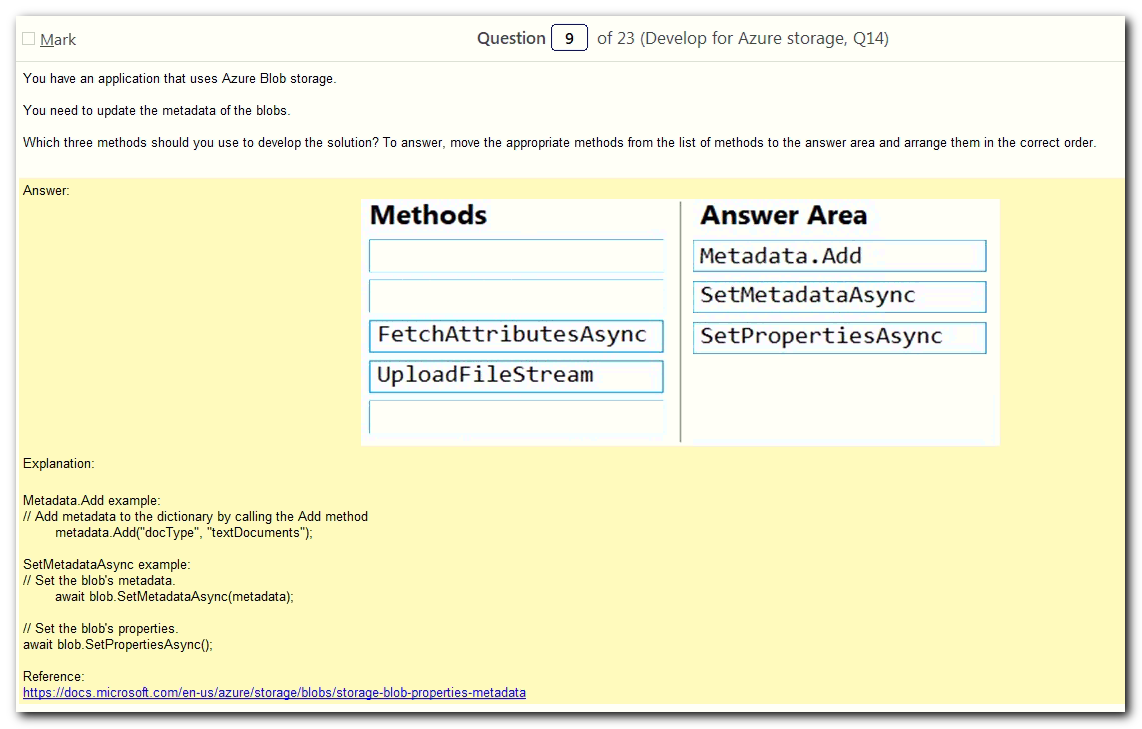 Mark
Question 9 of 23 (Develop for Azure storage, Q14)
You have an application that uses Azure Blob storage.
You need to update the metadata of the blobs.
Which three methods should you use to develop the solution? To answer, move the appropriate methods from the list of methods to the answer area and arrange them in the correct order.
Answer:
Methods
FetchAttributesAsync
UploadFileStream
Answer Area
Metadata.Add
SetMetadataAsync
SetPropertiesAsync
Explanation:
Metadata.Add example:
// Add metadata to the dictionary by calling the Add method
metadata.Add("docType", "textDocuments");
SetMetadataAsync example:
// Set the blob's metadata.
await blob.SetMetadataAsync(metadata);
// Set the blob's properties.
await blob.SetPropertiesAsync();
Reference:
https://docs.microsoft.com/en-us/azure/storage/blobs/storage-blob-properties-metadata